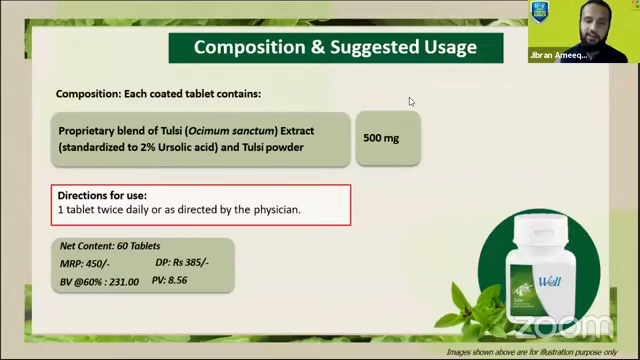 Composition & Suggested Usage
Jibran Ameeq...
Composition: Each coated tablet contains:
Proprietary blend of Tulsi (Ocimum sanctum) Extract
(standardized to 2% Ursolic acid) and Tulsi powder
500 mg
Directions for use:
1 tablet twice daily or as directed by the physician.
Net Content: 60 Tablets
MRP: 450/-
DP: Rs 385/-
BV @60% : 231.00
PV: 8.56
Well
Tulsi
zoom
Images shown above are for illustration purpose only